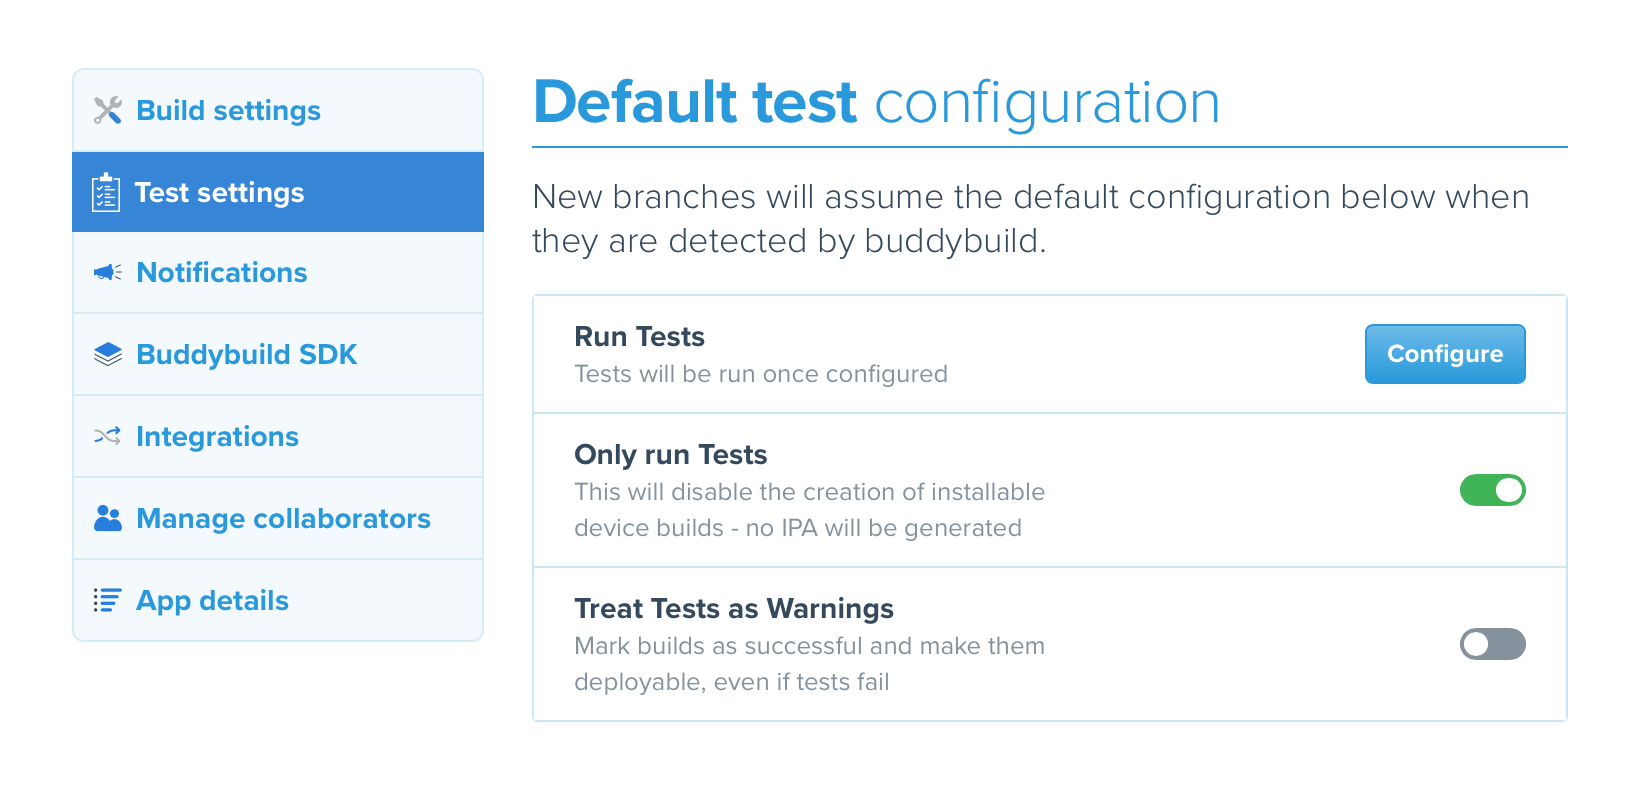 Build settings
Test settings
Notifications
Buddybuild SDK
Integrations
Manage collaborators
App details
Default test configuration
New branches will assume the default configuration below when
they are detected by buddybuild.
Run Tests
Tests will be run once configured
Configure
Only run Tests
This will disable the creation of installable
device builds - no IPA will be generated
Treat Tests as Warnings
Mark builds as successful and make them
deployable, even if tests fail